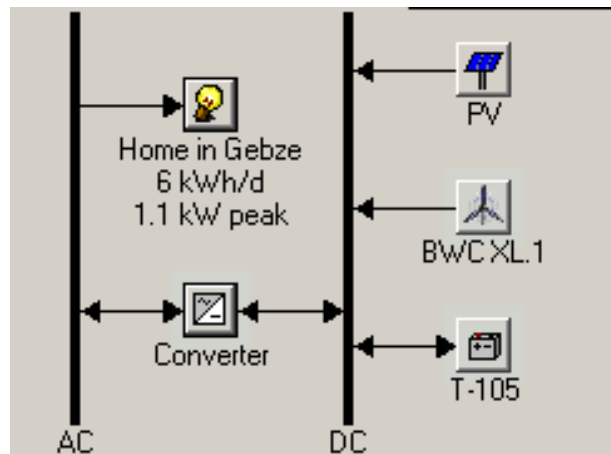 PV
Home in Gebze
6 kWh/d
1.1 kW peak
BWC XL.1
Converter
T-105
AC
DC